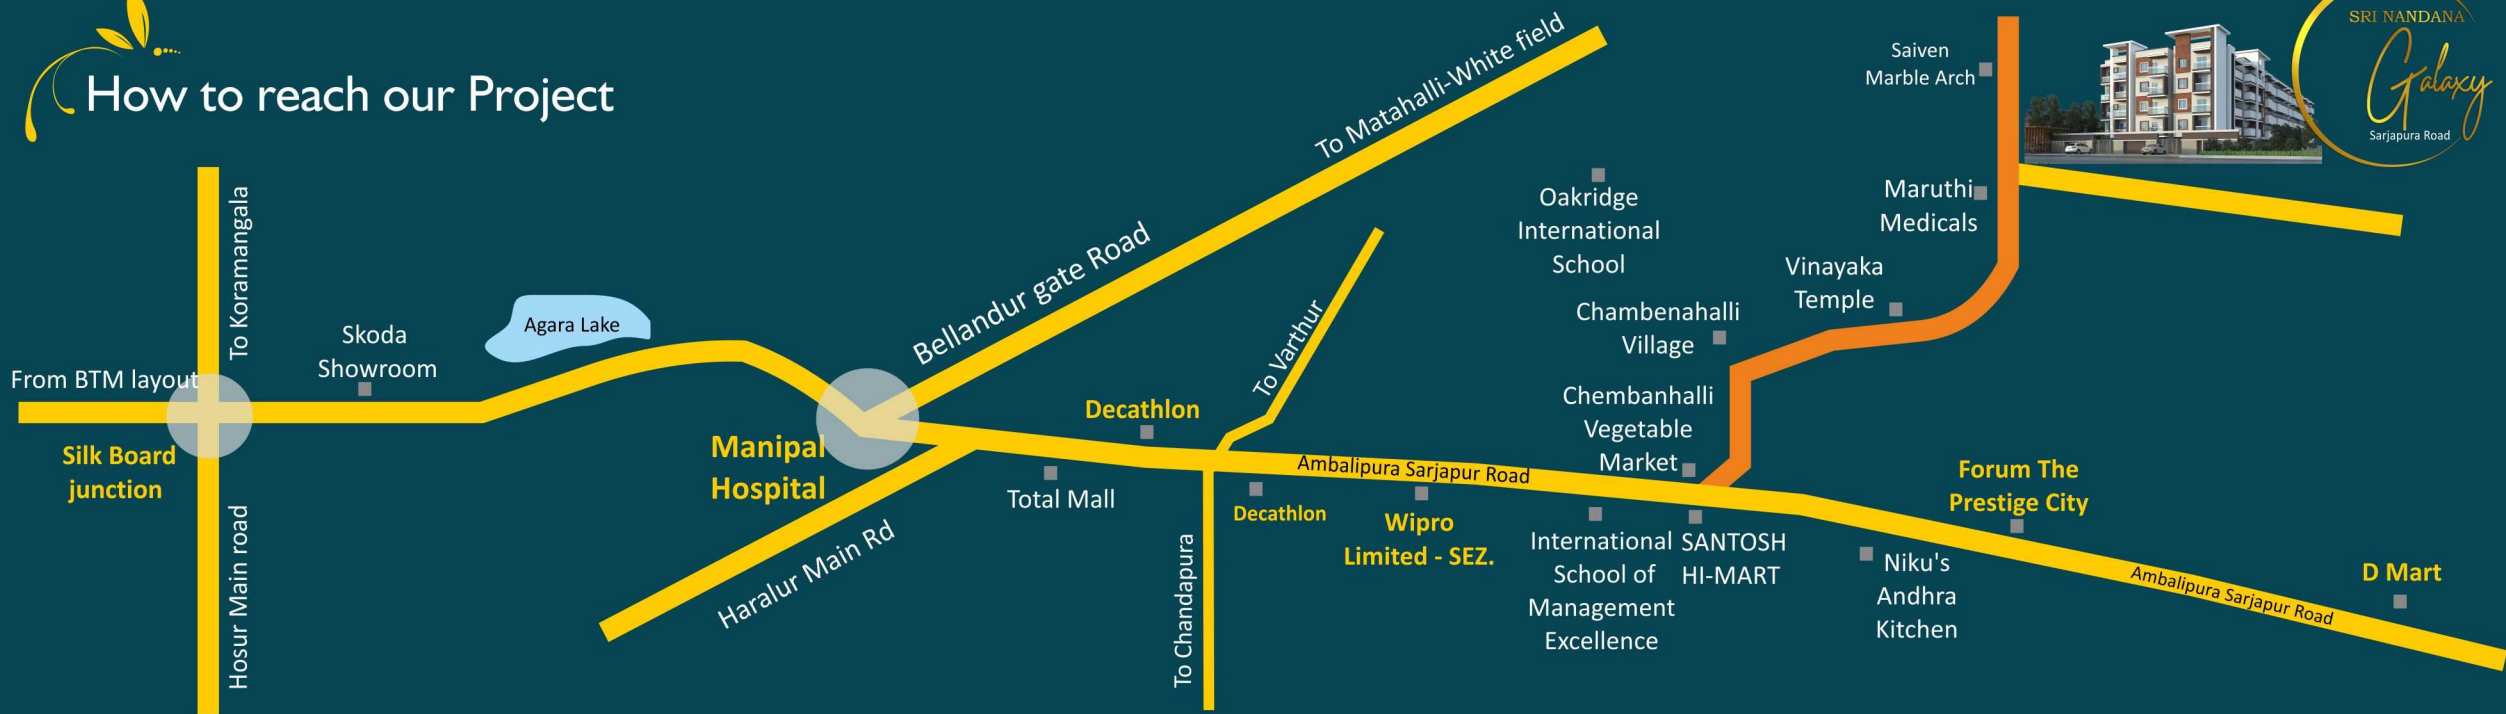 How to reach our Project
SRI NANDANA
Galaxy
Sarjapura Road
Saiven
Marble Arch
To Matahalli-White field
Oakridge
International
School
Maruthi
Medicals
To Koramangala
Bellandur gate Road
Vinayaka
Temple
Agara Lake
Skoda
Showroom
To Varthur
Chambenahalli
Village
From BTM layout
Decathlon
Chembanhalli
Vegetable
Market
Silk Board
junction
Manipal
Hospital
Ambalipura Sarjapur Road
Forum The
Prestige City
Total Mall
Decathlon
Wipro
Limited - SEZ.
Hosur Main road
Haralur Main Rd
To Chandapura
International
School of
Management
Excellence
SANTOSH
HI-MART
Niku's
Andhra
Kitchen
Ambalipura Sarjapur Road
D Mart